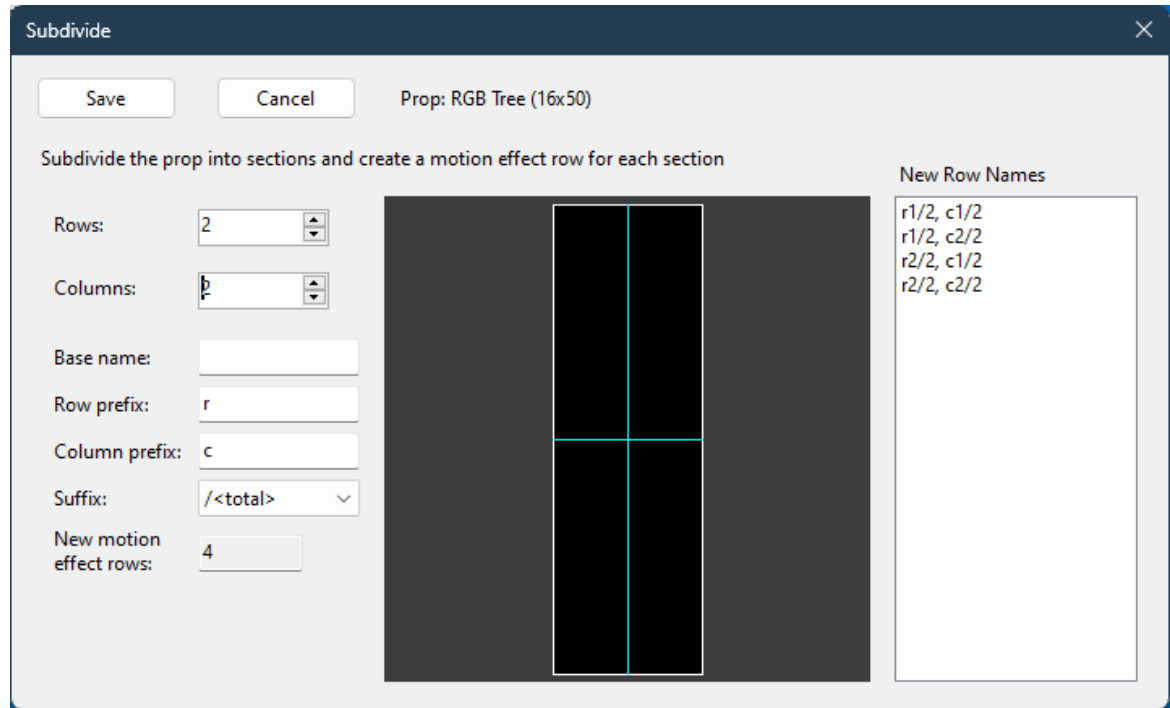 Subdivide
Save
Cancel
Prop: RGB Tree (16x50)
Subdivide the prop into sections and create a motion effect row for each section
New Row Names
Rows:
2
Columns:
2
Base name:
Row prefix:
r
Column prefix:
c
Suffix:
/<total>
New motion
effect rows:
4
r1/2, c1/2
r1/2, c2/2
r2/2, c1/2
r2/2, c2/2